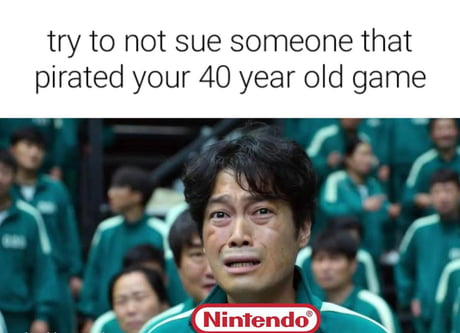 try to not sue someone that
pirated your 40 year old game
Nintendo®